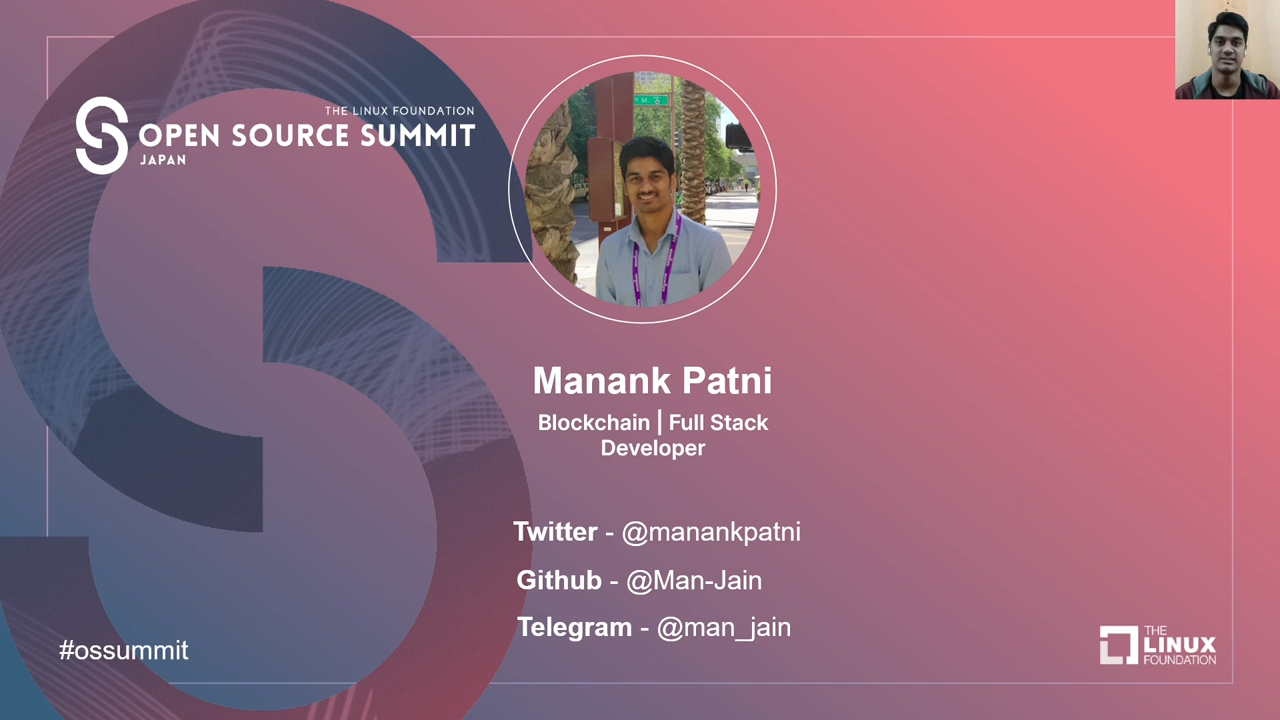 THE LINUX FOUNDATION
OPEN SOURCE SUMMIT
JAPAN
Manank Patni
Blockchain | Full Stack
Developer
Twitter - @manankpatni
Github - @Man-Jain
Telegram - @man_jain
#ossummit
THE
LINUX
FOUNDATION